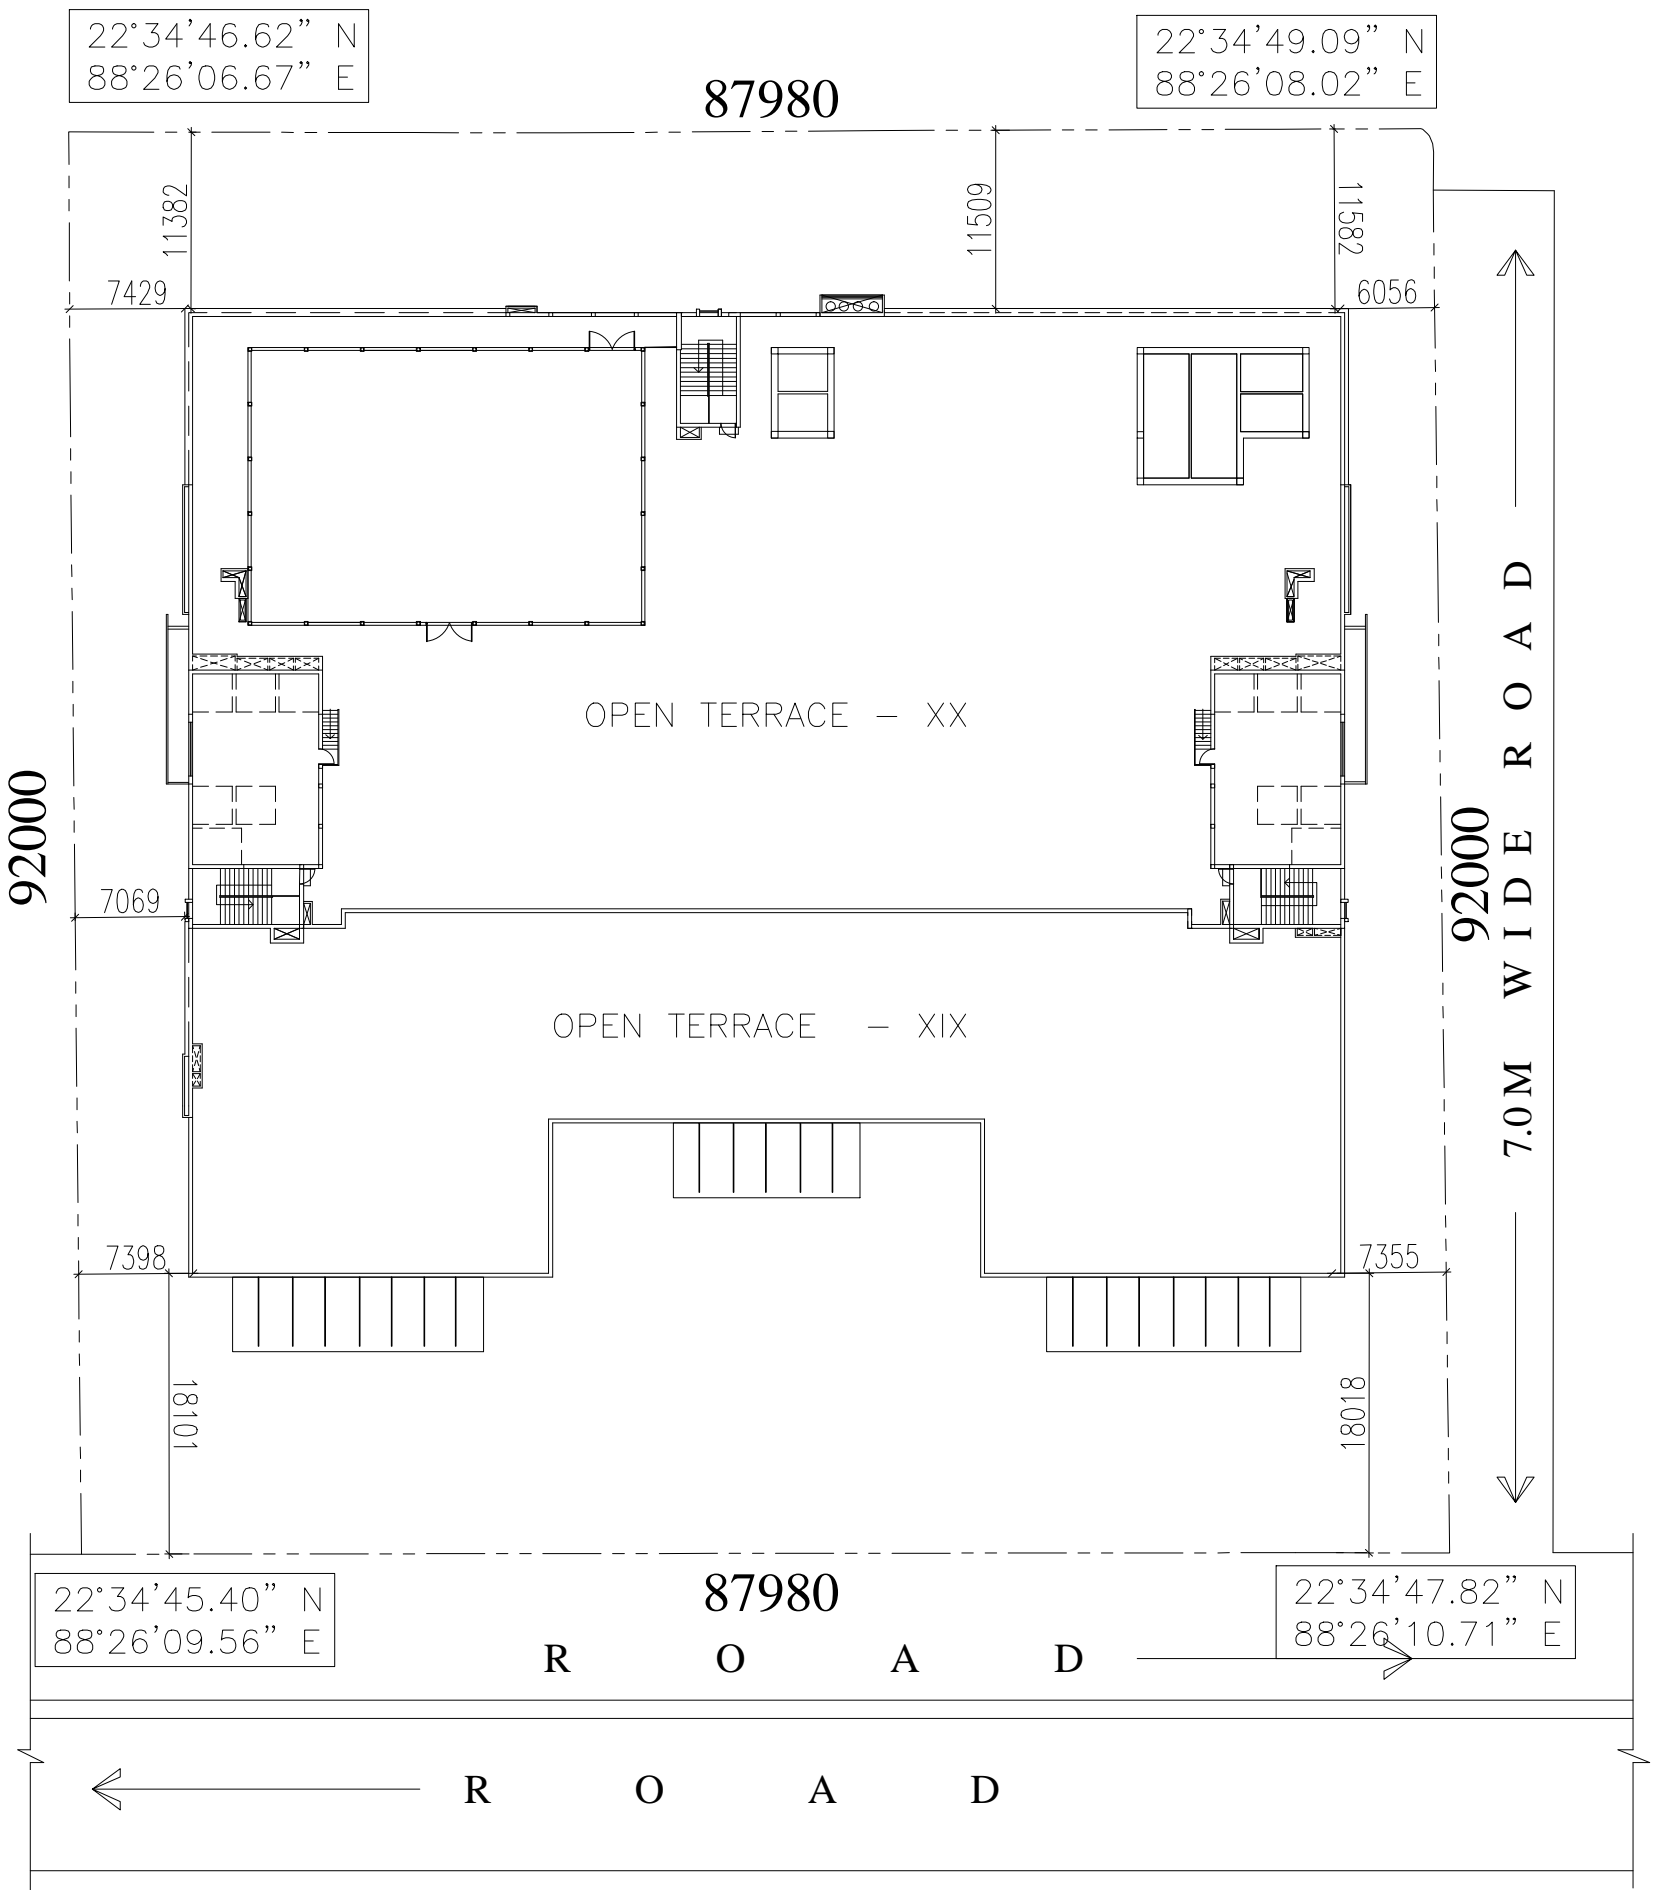 22°34'46.62" N
88°26'06.67" E
22°34'49.09" N
88°26'08.02" E
87980
11382
11509
11582
7429
6056
OPEN TERRACE - XX
92000
92000
7.0M WIDE ROAD
7069
OPEN TERRACE - XIX
7398
7355
18101
18018
22°34'45.40" N
88°26'09.56" E
87980
22°34'47.82" N
88°26'10.71" E
ROAD
ROAD